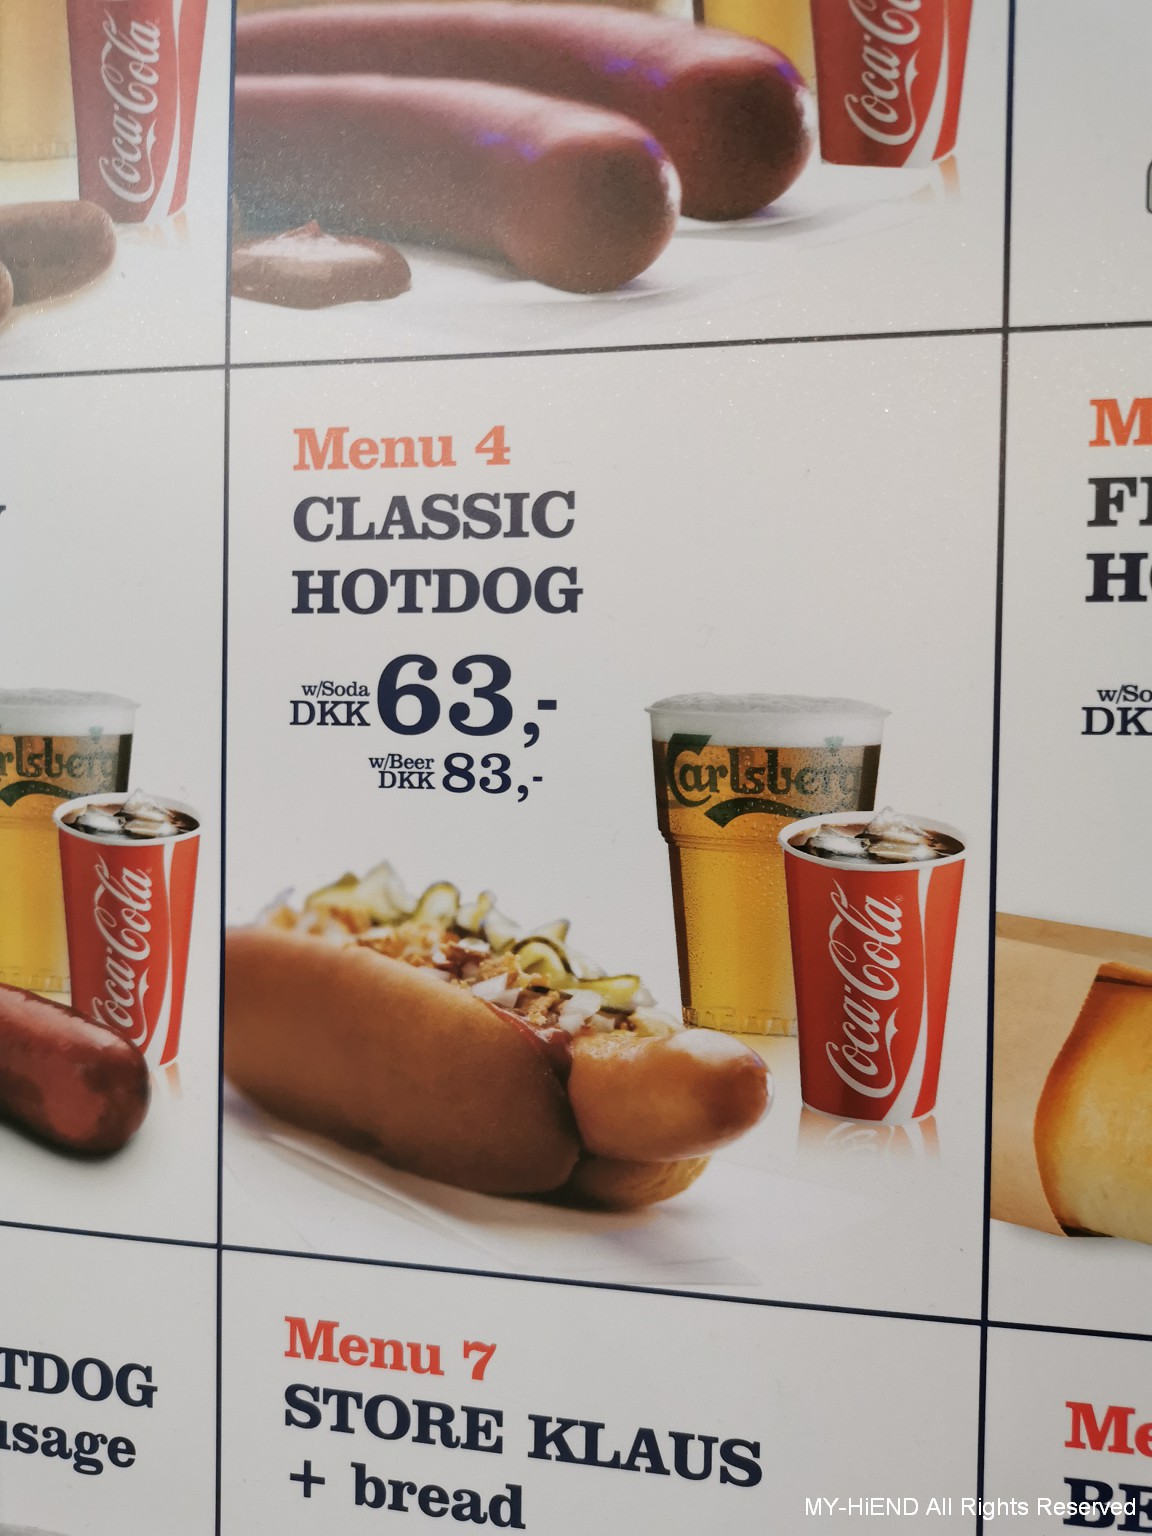 Coca-Cola
Coca-Cola
Menu 4
CLASSIC
HOTDOG
w/Soda
DKK 63,-
w/Beer
DKK 83,-
Carlsberg
Coca-Cola
Coca-Cola
DKK
TDOG
usage
Menu 7
STORE KLAUS
+ bread
MY-HiEND All Rights Reserved